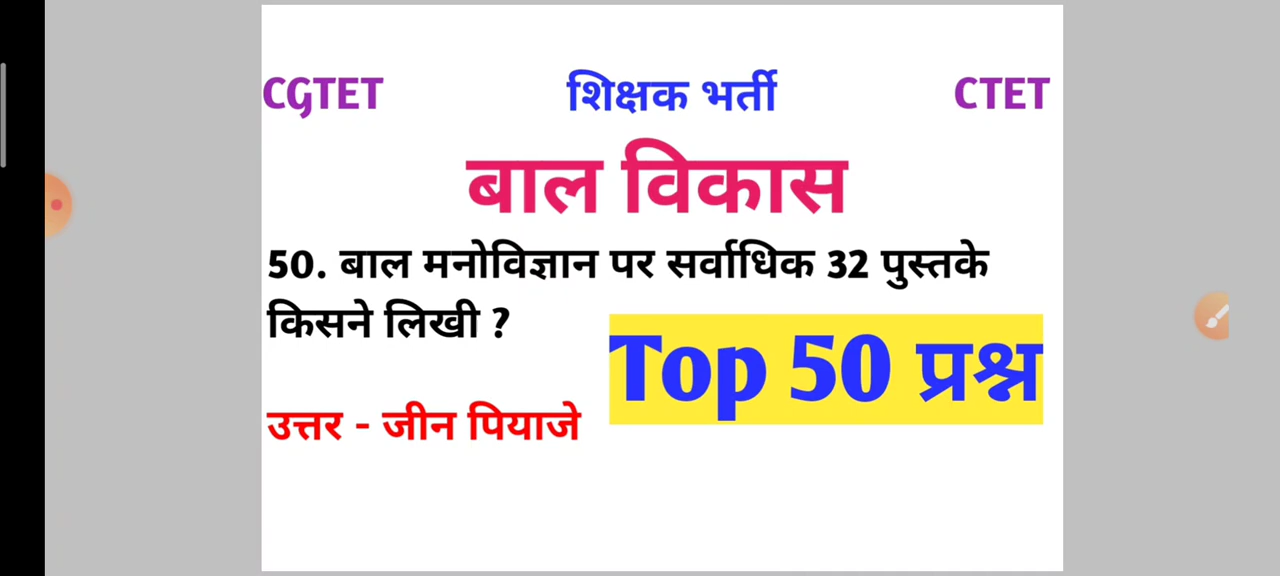 CGTET शिक्षक भर्ती CTET
बाल विकास
50. बाल मनोविज्ञान पर सर्वाधिक 32 पुस्तके
किसने लिखी ?
Top 50 प्रश्न
उत्तर - जीन पियाजे